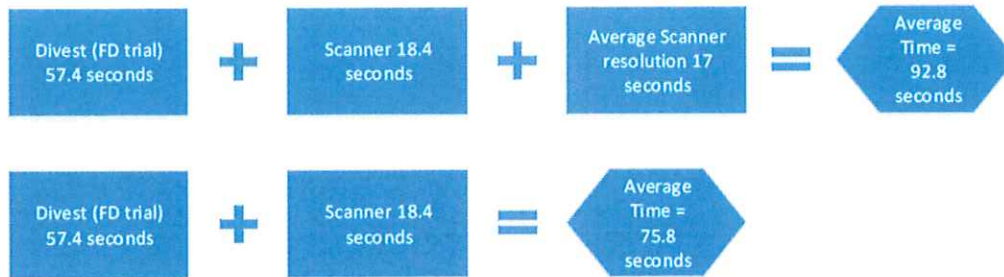 Divest (FD trial)
57.4 seconds
+
Scanner 18.4
seconds
+
Average Scanner
resolution 17
seconds
=
Average
Time =
92.8
seconds
Divest (FD trial)
57.4 seconds
+
Scanner 18.4
seconds
=
Average
Time =
75.8
seconds